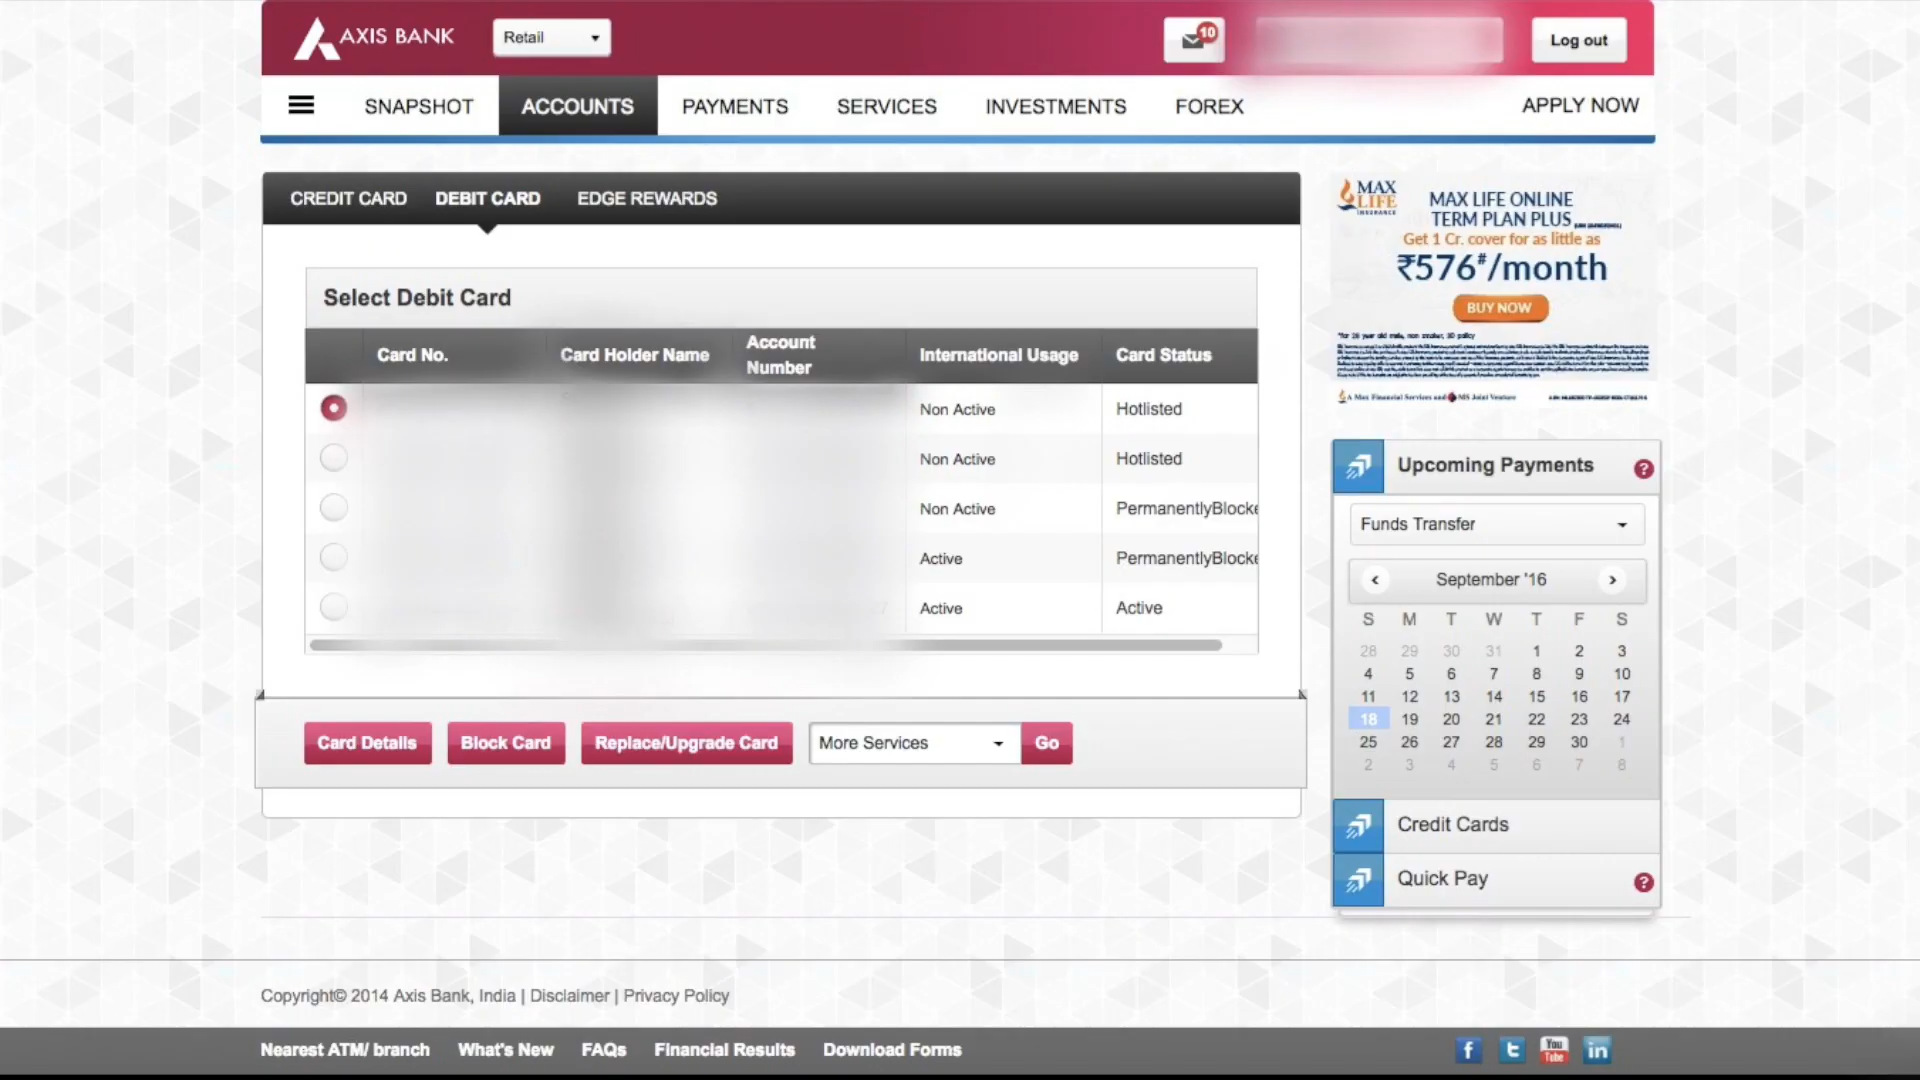 AXIS BANK
Retail
10
Log out
SNAPSHOT
ACCOUNTS
PAYMENTS
SERVICES
INVESTMENTS
FOREX
APPLY NOW
CREDIT CARD
DEBIT CARD
EDGE REWARDS
Select Debit Card
Card No.
Card Holder Name
Account
Number
International Usage
Card Status
Non Active
Hotlisted
Non Active
Hotlisted
Non Active
PermanentlyBlocke
Active
PermanentlyBlocke
Active
Active
Card Details
Block Card
Replace/Upgrade Card
More Services
Go
MAX
LIFE
INSURANCE
MAX LIFE ONLINE
TERM PLAN PLUS
Get 1 Cr. cover for as little as
₹576#/month
BUY NOW
Upcoming Payments
?
Funds Transfer
September '16
S M T W T F S
28 29 30 31 1 2 3
4 5 6 7 8 9 10
11 12 13 14 15 16 17
18 19 20 21 22 23 24
25 26 27 28 29 30 1
2 3 4 5 6 7 8
Credit Cards
Quick Pay
?
Copyright© 2014 Axis Bank, India | Disclaimer | Privacy Policy
Nearest ATM/ branch
What's New
FAQs
Financial Results
Download Forms
f
t
You
Tube
in